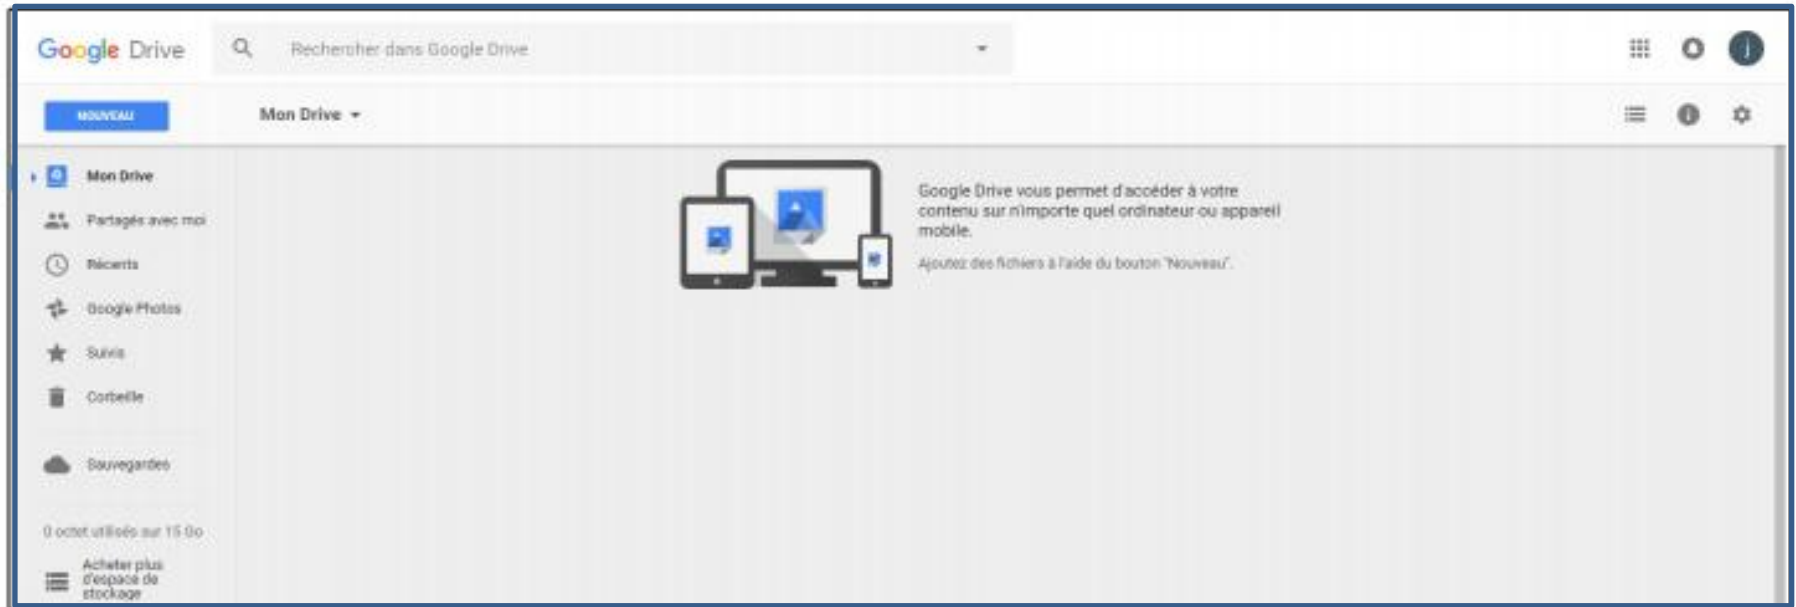 Google Drive
Rechercher dans Google Drive
j
NOUVEAU
Mon Drive
Mon Drive
Partagés avec moi
Récents
Google Photos
Suivis
Corbeille
Sauvegardes
0 octet utilisés sur 15 Go
Acheter plus
d'espace de
stockage
Google Drive vous permet d'accéder à votre
contenu sur n'importe quel ordinateur ou appareil
mobile.
Ajoutez des fichiers à l'aide du bouton "Nouveau".